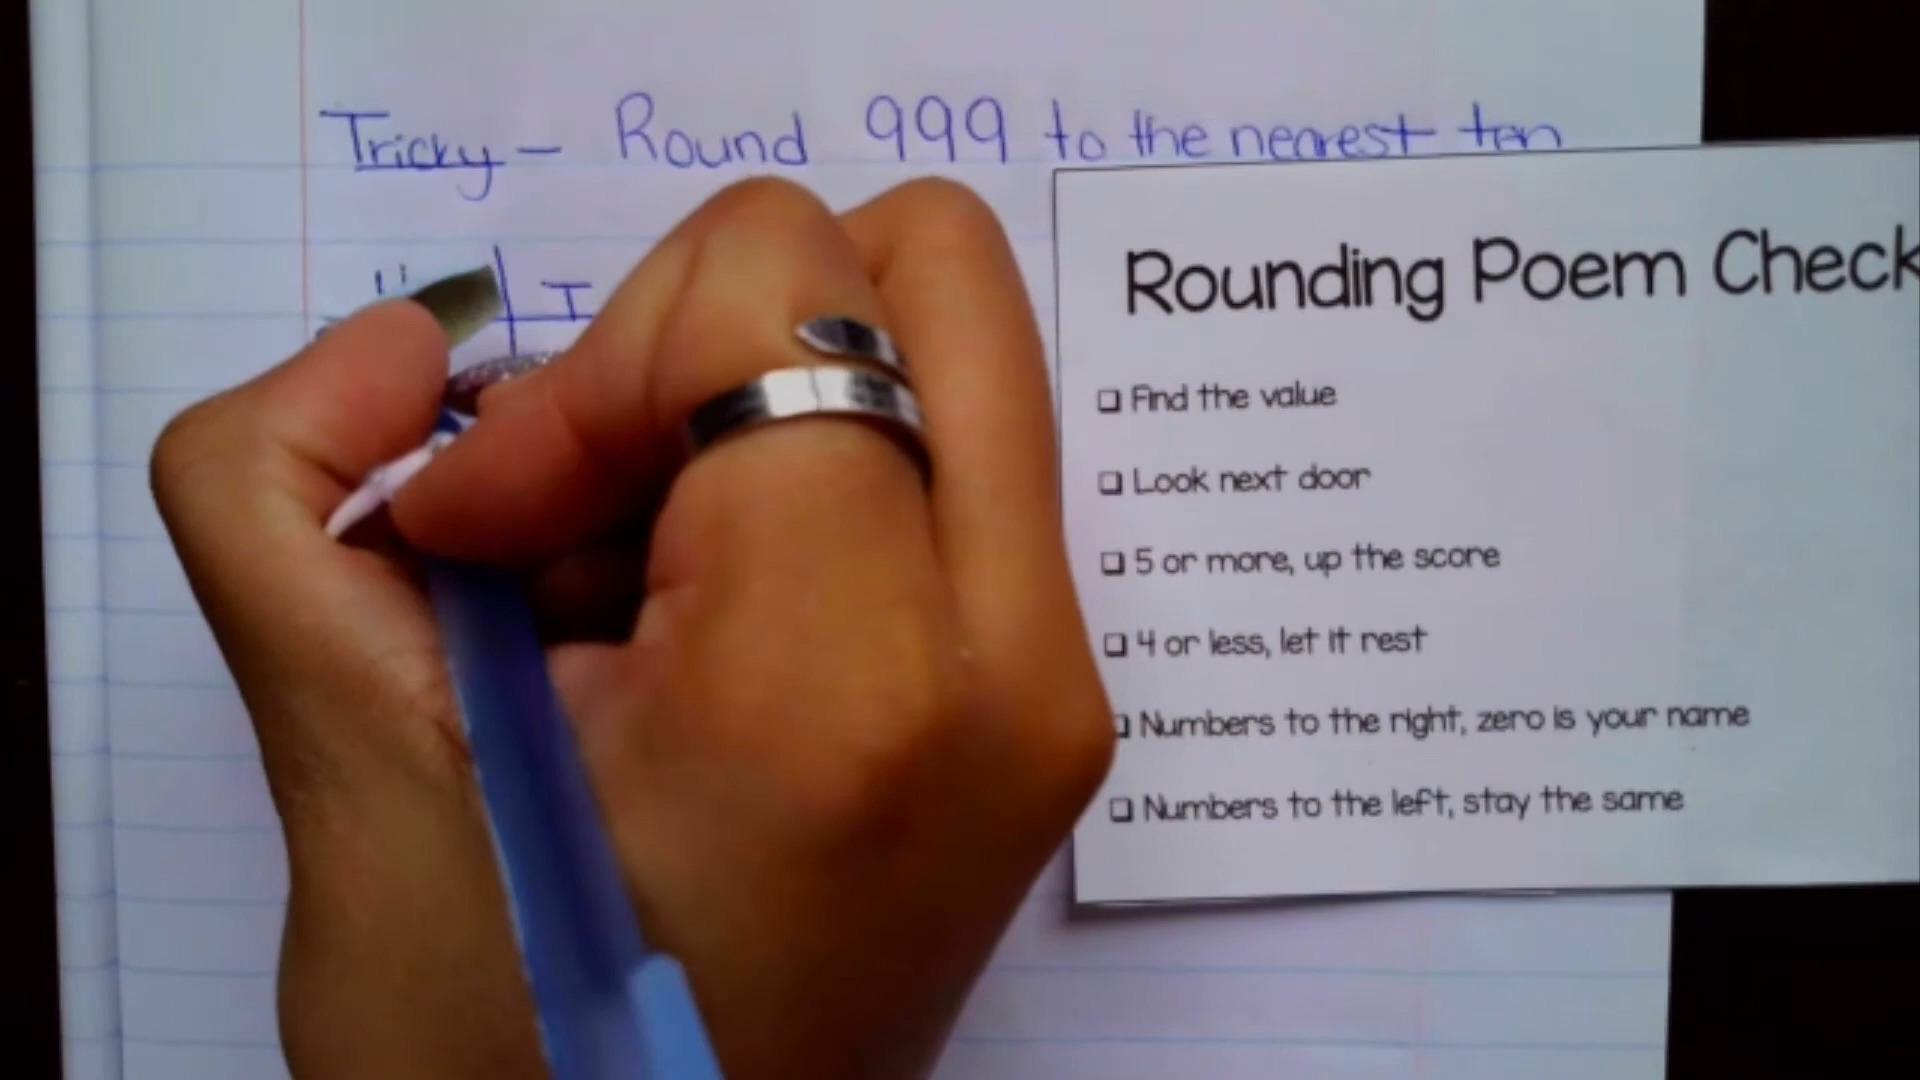 Tricky - Round 999 to the nearest ten
T
Rounding Poem Check
Find the value
Look next door
5 or more, up the score
4 or less, let it rest
Numbers to the right, zero is your name
Numbers to the left, stay the same